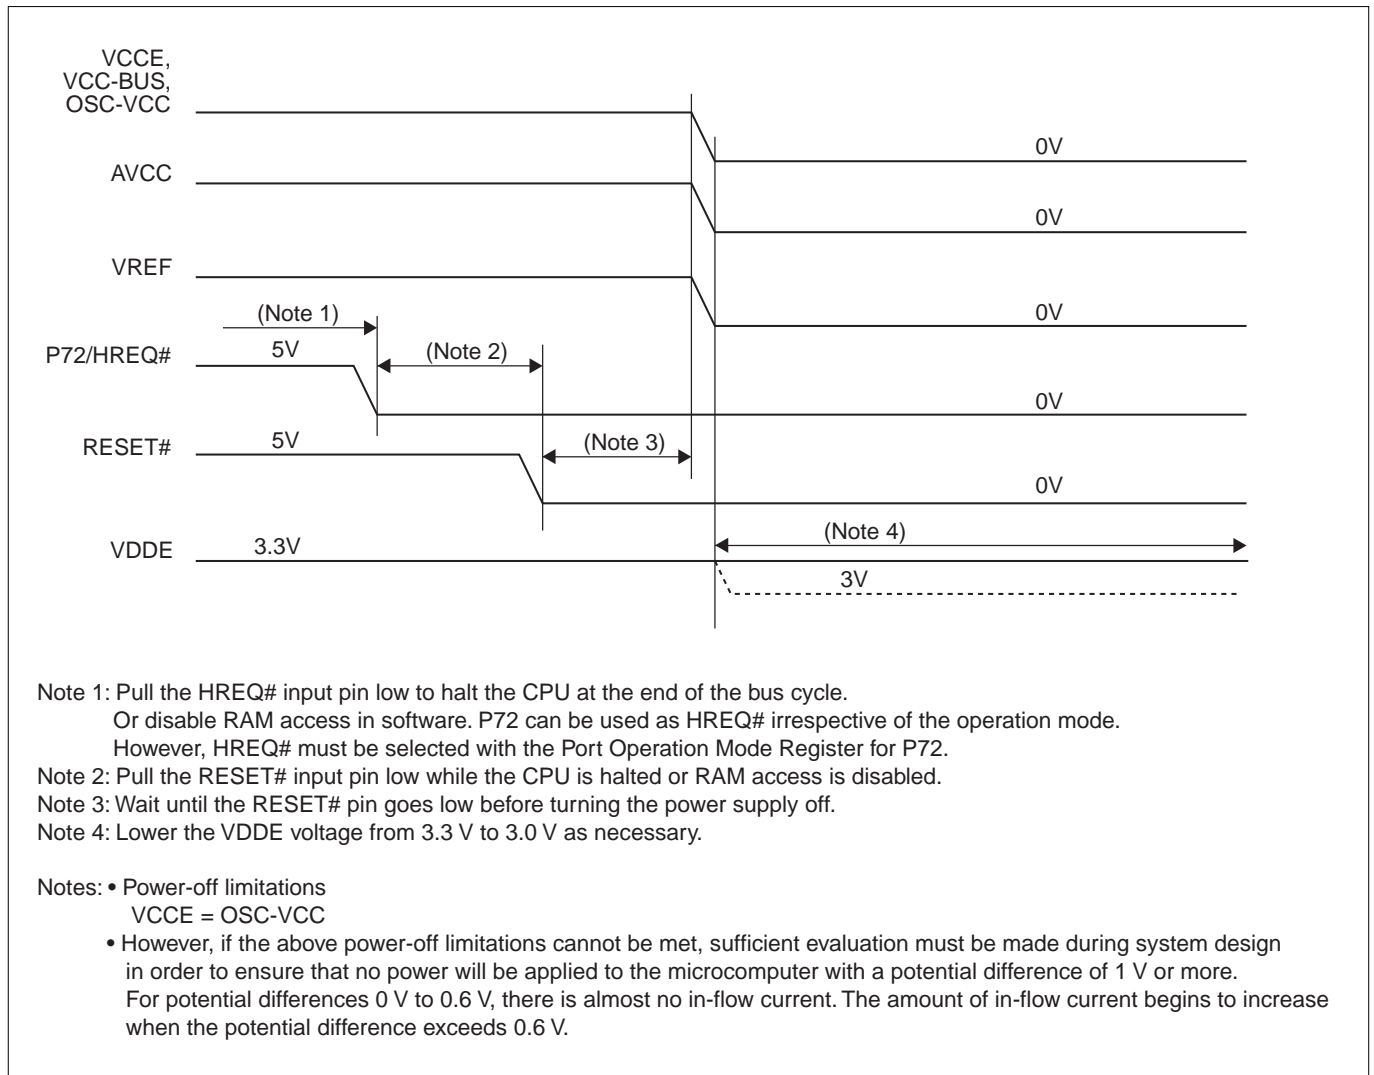 VCCE,
VCC-BUS,
OSC-VCC
0V
AVCC
0V
VREF
0V
(Note 1)
P72/HREQ#
5V
(Note 2)
0V
RESET#
5V
(Note 3)
0V
VDDE
3.3V
(Note 4)
3V
Note 1: Pull the HREQ# input pin low to halt the CPU at the end of the bus cycle.
Or disable RAM access in software. P72 can be used as HREQ# irrespective of the operation mode.
However, HREQ# must be selected with the Port Operation Mode Register for P72.
Note 2: Pull the RESET# input pin low while the CPU is halted or RAM access is disabled.
Note 3: Wait until the RESET# pin goes low before turning the power supply off.
Note 4: Lower the VDDE voltage from 3.3 V to 3.0 V as necessary.
Notes: • Power-off limitations
VCCE = OSC-VCC
• However, if the above power-off limitations cannot be met, sufficient evaluation must be made during system design
in order to ensure that no power will be applied to the microcomputer with a potential difference of 1 V or more.
For potential differences 0 V to 0.6 V, there is almost no in-flow current. The amount of in-flow current begins to increase
when the potential difference exceeds 0.6 V.